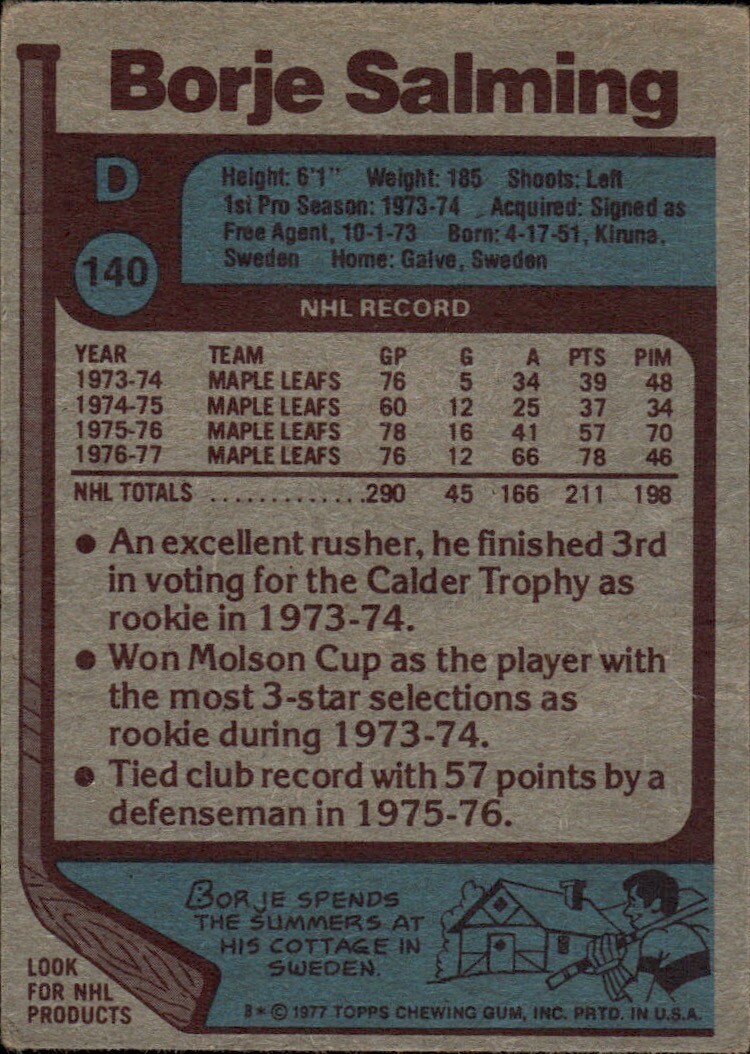 Borje Salming
D
140
Height: 6'1" Weight: 185 Shoots: Left
1st Pro Season: 1973-74 Acquired: Signed as
Free Agent, 10-1-73 Born: 4-17-51, Kiruna,
Sweden Home: Galve, Sweden
NHL RECORD
YEAR TEAM GP G A PTS PIM
1973-74 MAPLE LEAFS 76 5 34 39 48
1974-75 MAPLE LEAFS 60 12 25 37 34
1975-76 MAPLE LEAFS 78 16 41 57 70
1976-77 MAPLE LEAFS 76 12 66 78 46
NHL TOTALS .............290 45 166 211 198
• An excellent rusher, he finished 3rd
in voting for the Calder Trophy as
rookie in 1973-74.
• Won Molson Cup as the player with
the most 3-star selections as
rookie during 1973-74.
• Tied club record with 57 points by a
defenseman in 1975-76.
BORJE SPENDS
THE SUMMERS AT
HIS COTTAGE IN
SWEDEN.
LOOK
FOR NHL
PRODUCTS
B* © 1977 TOPPS CHEWING GUM, INC. PRTD. IN U.S.A.